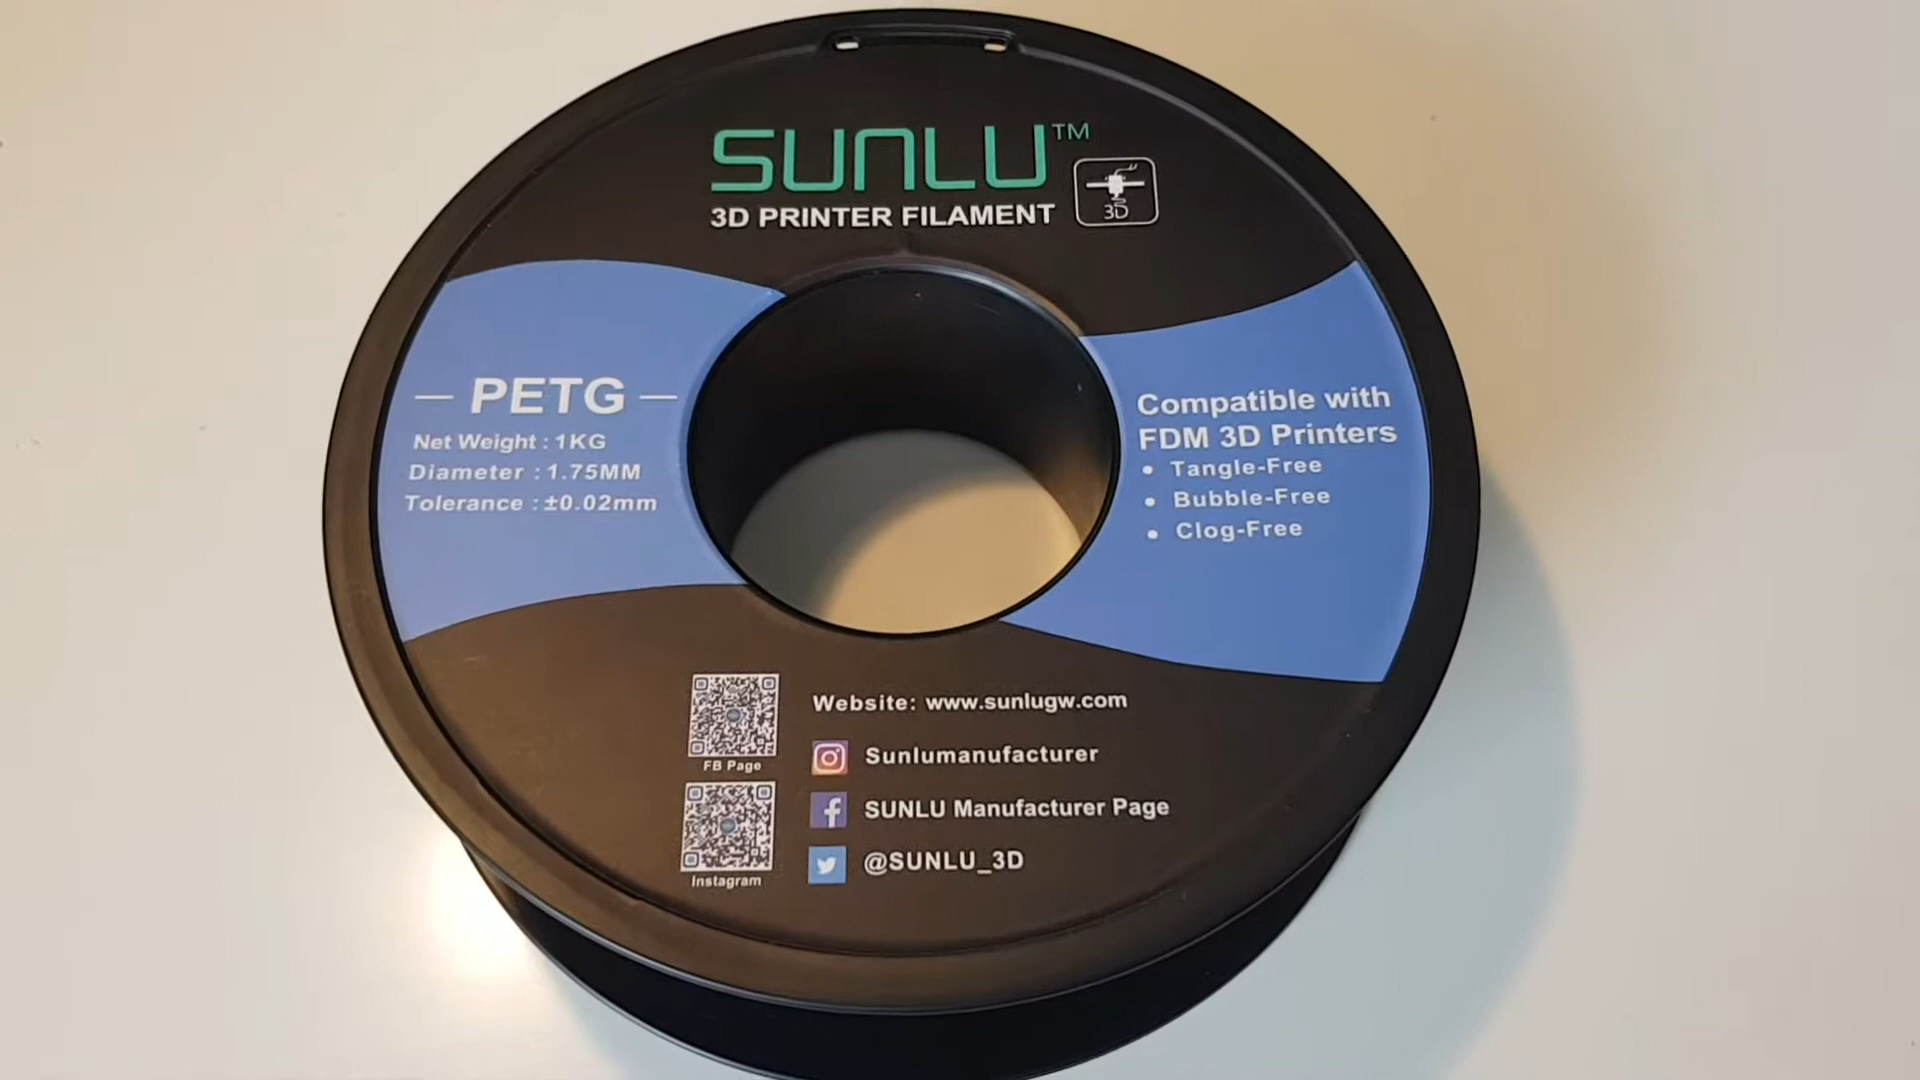 SUNLU™
3D PRINTER FILAMENT
3D
— PETG —
Net Weight : 1KG
Diameter : 1.75MM
Tolerance : ±0.02mm
Compatible with
FDM 3D Printers
• Tangle-Free
• Bubble-Free
• Clog-Free
FB Page
Instagram
Website: www.sunlugw.com
Sunlumanufacturer
SUNLU Manufacturer Page
@SUNLU_3D